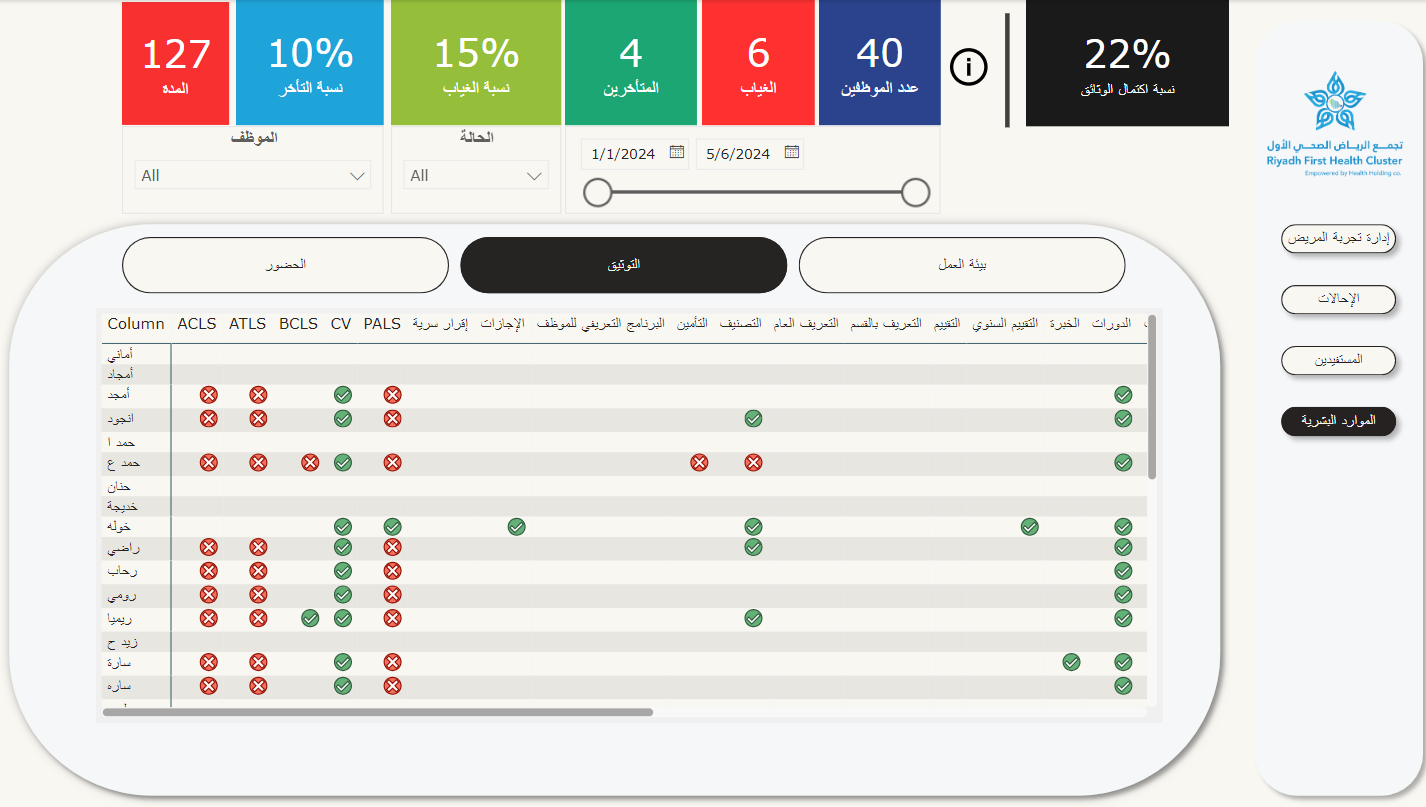 127
المدة
10%
نسبة التأخر
15%
نسبة الغياب
4
المتأخرين
6
الغياب
40
عدد الموظفين
22%
نسبة اكتمال الوثائق
الموظف
All
الحالة
All
1/1/2024
5/6/2024
تجمع الرياض الصحي الأول
Riyadh First Health Cluster
Empowered by Health Holding co.
إدارة تجربة المريض
الإحالات
المستفيدين
الموارد البشرية
الحضور
التوثيق
بيئة العمل
Column ACLS ATLS BCLS CV PALS إقرار سرية الإجازات البرنامج التعريفي للموظف التأمين التصنيف التعريف العام التعريف بالقسم التقييم التقييم السنوي الخبرة الدورات
أماني
أمجاد
أمجد
انجود
حمد ا
حمد ع
حنان
خديجة
خوله
راضي
رحاب
رومي
ريميا
زيد ح
سارة
ساره